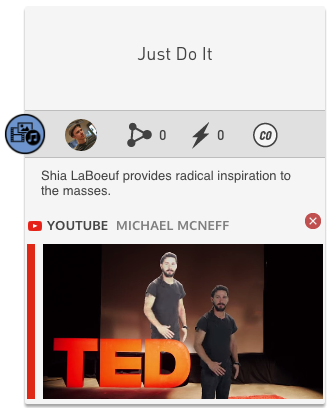 Just Do It
0
0
CO
Shia LaBoeuf provides radical inspiration to
the masses.
YOUTUBE MICHAEL MCNEFF
TED